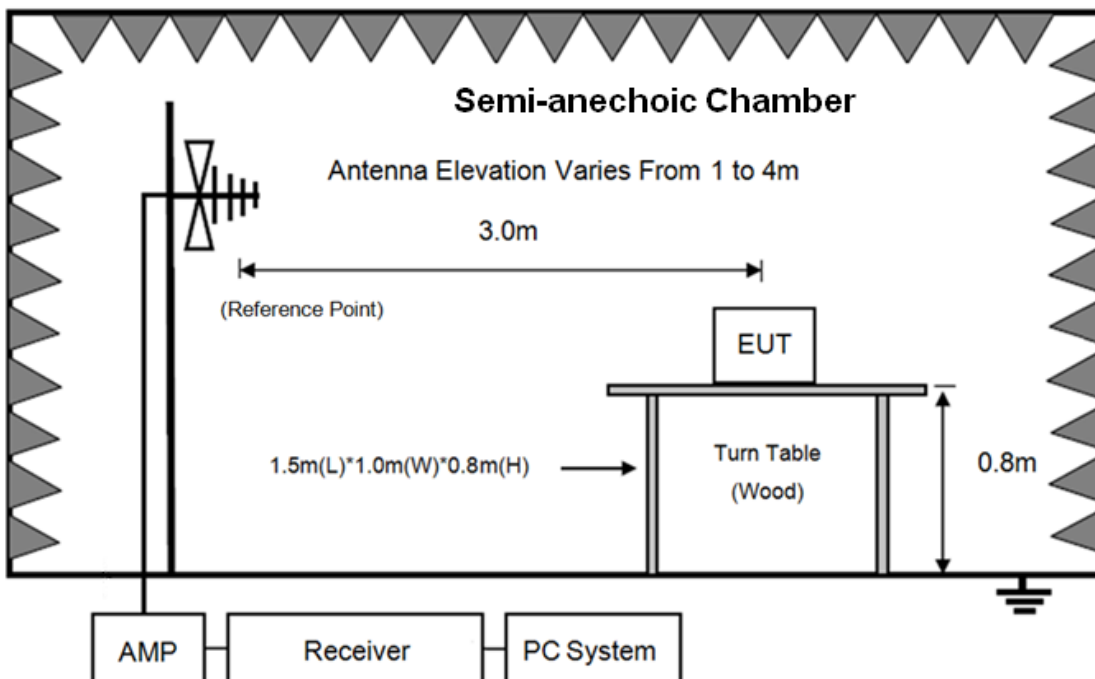 Semi-anechoic Chamber
Antenna Elevation Varies From 1 to 4m
3.0m
(Reference Point)
EUT
1.5m(L)*1.0m(W)*0.8m(H)
Turn Table
(Wood)
0.8m
AMP
Receiver
PC System